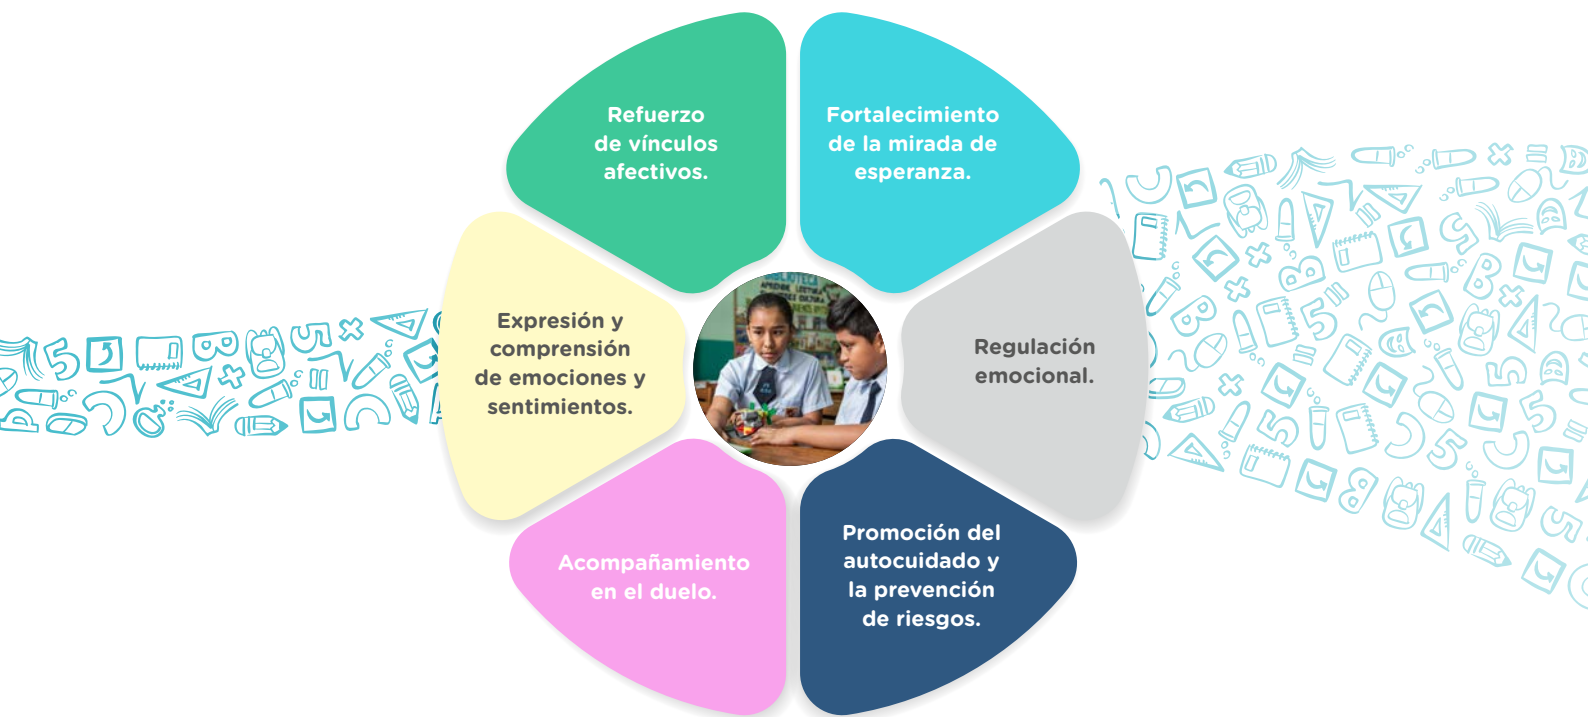 Refuerzo
de vínculos
afectivos.
Fortalecimiento
de la mirada de
esperanza.
Expresión y
comprensión
de emociones y
sentimientos.
Regulación
emocional.
Acompañamiento
en el duelo.
Promoción del
autocuidado y
la prevención
de riesgos.
BIBLIOTECA